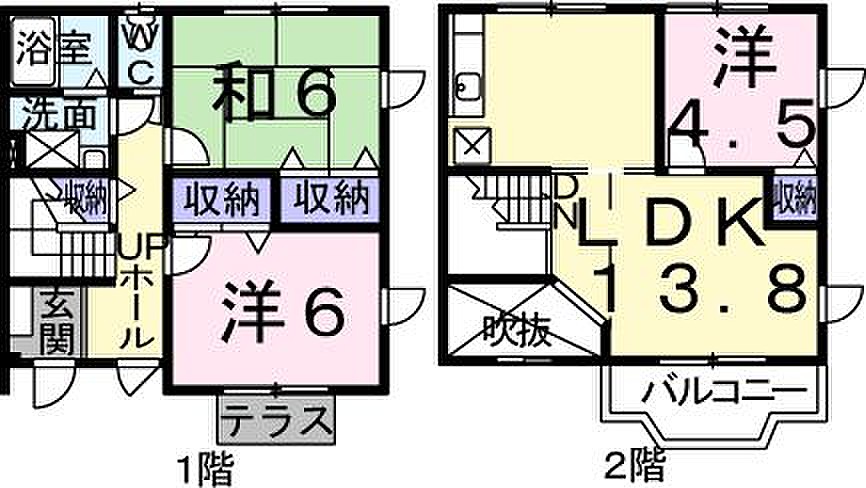 浴室
WC
和6
洗面
収納
収納
収納
UP
ホール
洋6
玄関
テラス
1階
洋
4.5
収納
DN
LDK
13.8
吹抜
バルコニー
2階